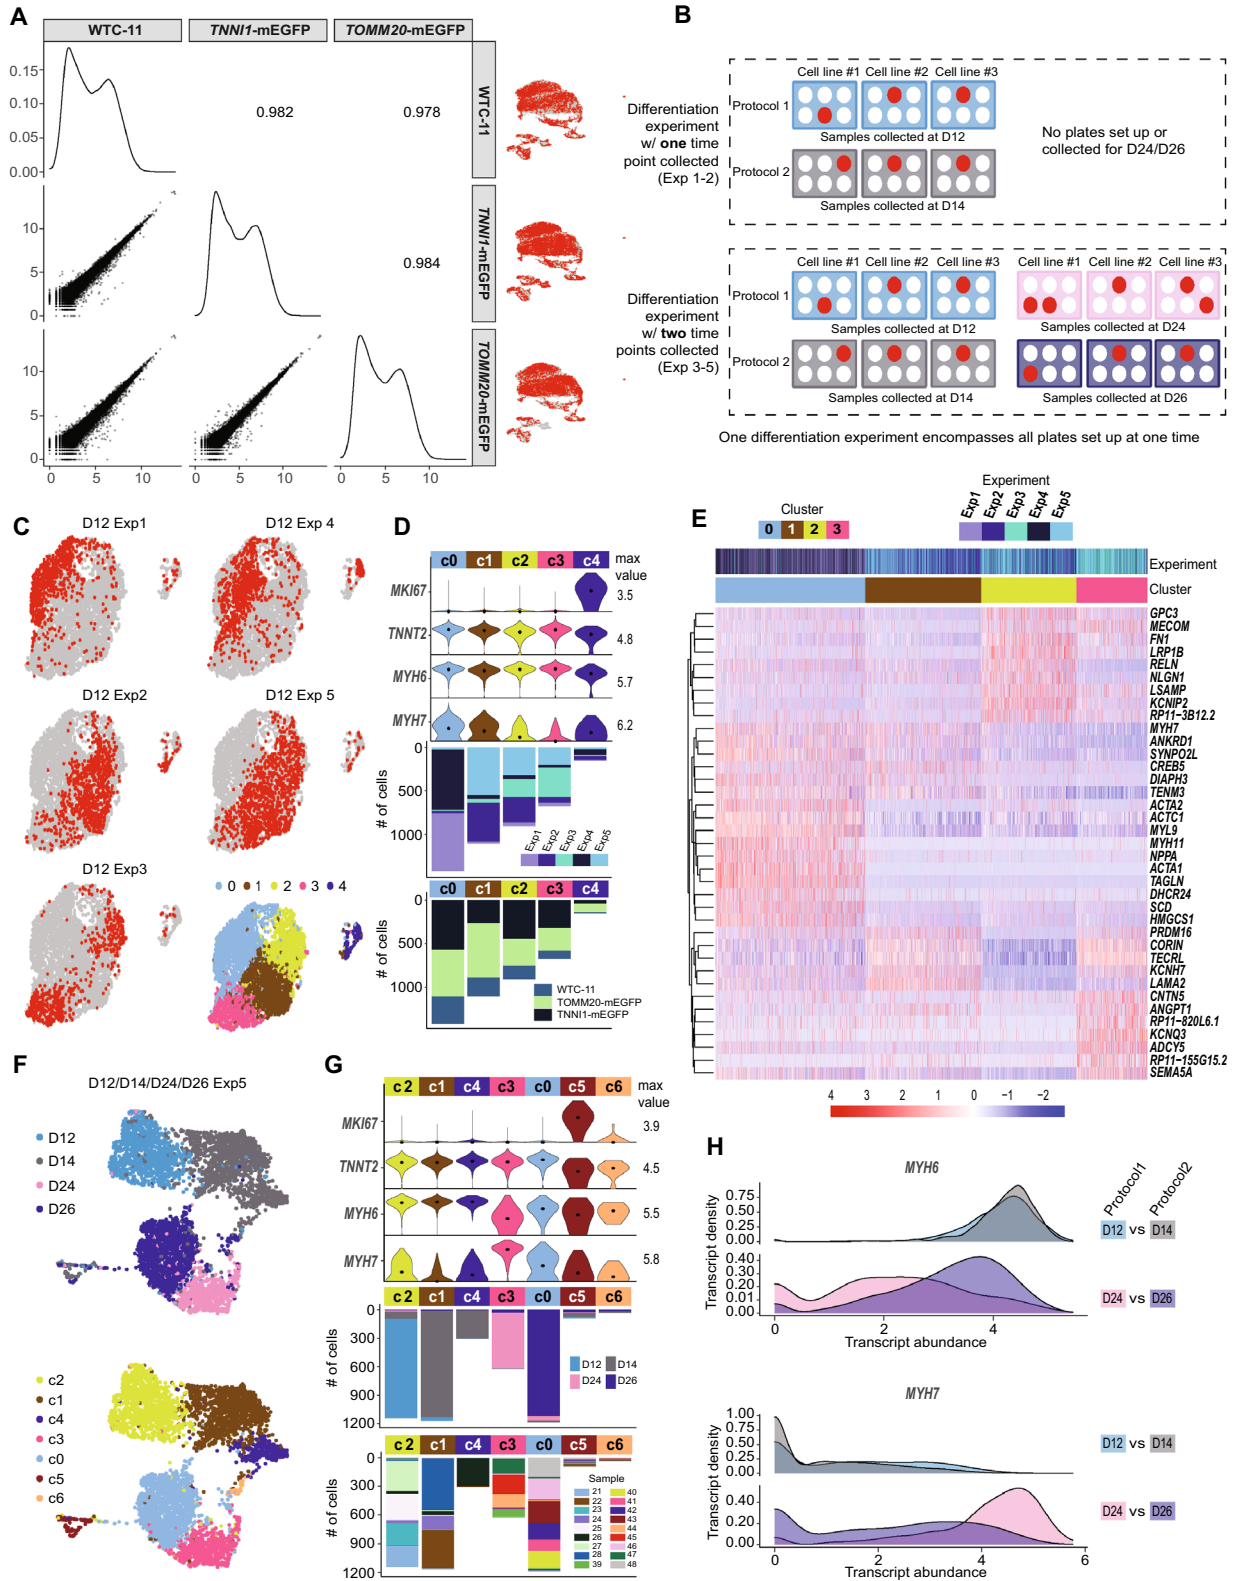 A
WTC-11
TNNI1-mEGFP
TOMM20-mEGFP
0.15
0.10
0.05
0.00
0.982
0.978
WTC-11
10
5
0
0.984
TNNI1-mEGFP
10
5
0
TOMM20-mEGFP
0 5 10
0 5 10
0 5 10
B
Differentiation
experiment
w/ one time
point collected
(Exp 1-2)
Cell line #1 Cell line #2 Cell line #3
Protocol 1
Samples collected at D12
Protocol 2
Samples collected at D14
No plates set up or
collected for D24/D26
Differentiation
experiment
w/ two time
points collected
(Exp 3-5)
Cell line #1 Cell line #2 Cell line #3
Cell line #1 Cell line #2 Cell line #3
Protocol 1
Samples collected at D12
Samples collected at D24
Protocol 2
Samples collected at D14
Samples collected at D26
One differentiation experiment encompasses all plates set up at one time
C
D12 Exp1
D12 Exp 4
D12 Exp2
D12 Exp 5
D12 Exp3
0 1 2 3 4
D
c0 c1 c2 c3 c4
max
value
MKI67
3.5
TNNT2
4.8
MYH6
5.7
MYH7
6.2
0
500
1000
# of cells
Exp1
Exp2
Exp3
Exp4
Exp5
c0 c1 c2 c3 c4
0
500
1000
# of cells
WTC-11
TOMM20-mEGFP
TNNI1-mEGFP
E
Cluster
0 1 2 3
Experiment
Exp1
Exp2
Exp3
Exp4
Exp5
Experiment
Cluster
GPC3
MECOM
FN1
LRP1B
RELN
NLGN1
LSAMP
KCNIP2
RP11-3B12.2
MYH7
ANKRD1
SYNPO2L
CREB5
DIAPH3
TENM3
ACTA2
ACTC1
MYL9
MYH11
NPPA
ACTA1
TAGLN
DHCR24
SCD
HMGCS1
PRDM16
CORIN
TECRL
KCNH7
LAMA2
CNTN5
ANGPT1
RP11-820L6.1
KCNQ3
ADCY5
RP11-155G15.2
SEMA5A
4 3 2 1 0 −1 −2
F
D12/D14/D24/D26 Exp5
D12
D14
D24
D26
c2
c1
c4
c3
c0
c5
c6
G
c2 c1 c4 c3 c0 c5 c6
max
value
MKI67
3.9
TNNT2
4.5
MYH6
5.5
MYH7
5.8
c2 c1 c4 c3 c0 c5 c6
0
300
600
900
1200
# of cells
D12 D14
D24 D26
c2 c1 c4 c3 c0 c5 c6
0
300
600
900
1200
# of cells
Sample
21 40
22 41
23 42
24 43
25 44
26 45
27 46
28 47
39 48
H
MYH6
Protocol1
Protocol2
Transcript density
0.75
0.50
0.25
0.00
D12 vs D14
0.40
0.30
0.20
0.10
0.00
D24 vs D26
0 2 4
Transcript abundance
MYH7
Transcript density
1.00
0.75
0.50
0.25
0.00
D12 vs D14
0.40
0.20
0.00
D24 vs D26
0 2 4 6
Transcript abundance